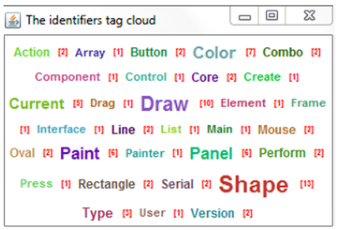 The identifiers tag cloud
Action [2] Array [1] Button [2] Color [7] Combo [2]
Component [1] Control [1] Core [2] Create [1]
Current [5] Drag [1] Draw [10] Element [1] Frame
[1] Interface [1] Line [2] List [1] Main [1] Mouse [2]
Oval [2] Paint [6] Painter [1] Panel [6] Perform [2]
Press [1] Rectangle [2] Serial [2] Shape [13]
Type [3] User [1] Version [2]